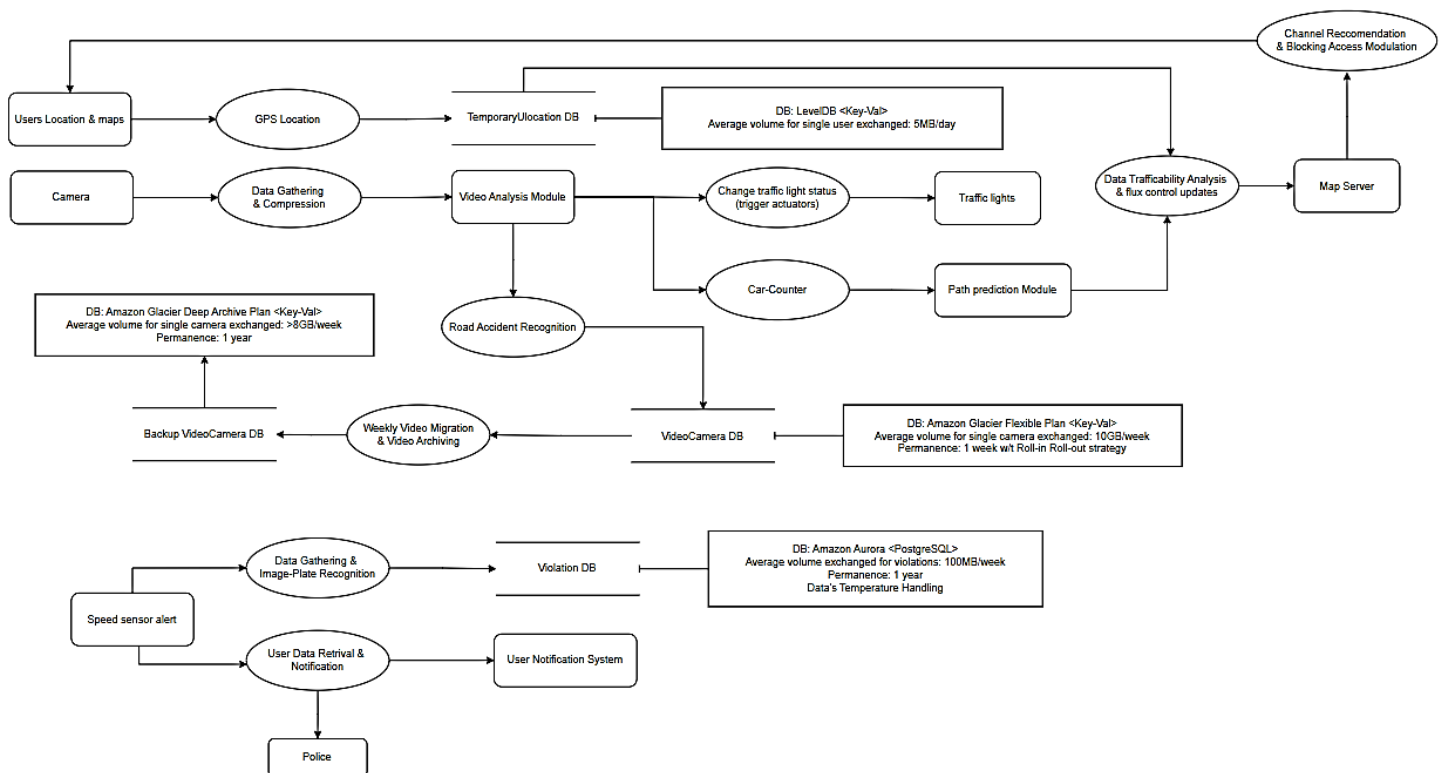 Channel Reccomendation
& Blocking Access Modulation
Users Location & maps
GPS Location
TemporaryUlocation DB
DB: LevelDB <Key-Val>
Average volume for single user exchanged: 5MB/day
Camera
Data Gathering
& Compression
Video Analysis Module
Change traffic light status
(trigger actuators)
Traffic lights
Data Trafficability Analysis
& flux control updates
Map Server
Car-Counter
Path prediction Module
DB: Amazon Glacier Deep Archive Plan <Key-Val>
Average volume for single camera exchanged: >8GB/week
Permanence: 1 year
Road Accident Recognition
Backup VideoCamera DB
Weekly Video Migration
& Video Archiving
VideoCamera DB
DB: Amazon Glacier Flexible Plan <Key-Val>
Average volume for single camera exchanged: 10GB/week
Permanence: 1 week w/t Roll-in Roll-out strategy
Data Gathering &
Image-Plate Recognition
Violation DB
DB: Amazon Aurora <PostgreSQL>
Average volume exchanged for violations: 100MB/week
Permanence: 1 year
Data's Temperature Handling
Speed sensor alert
User Data Retrival &
Notification
User Notification System
Police